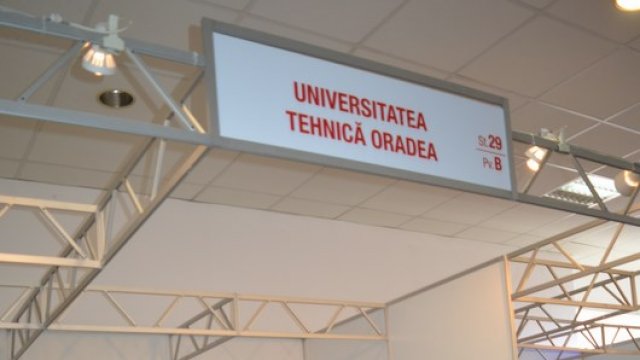 UNIVERSITATEA
TEHNICĂ ORADEA
St. 29
Pv. B